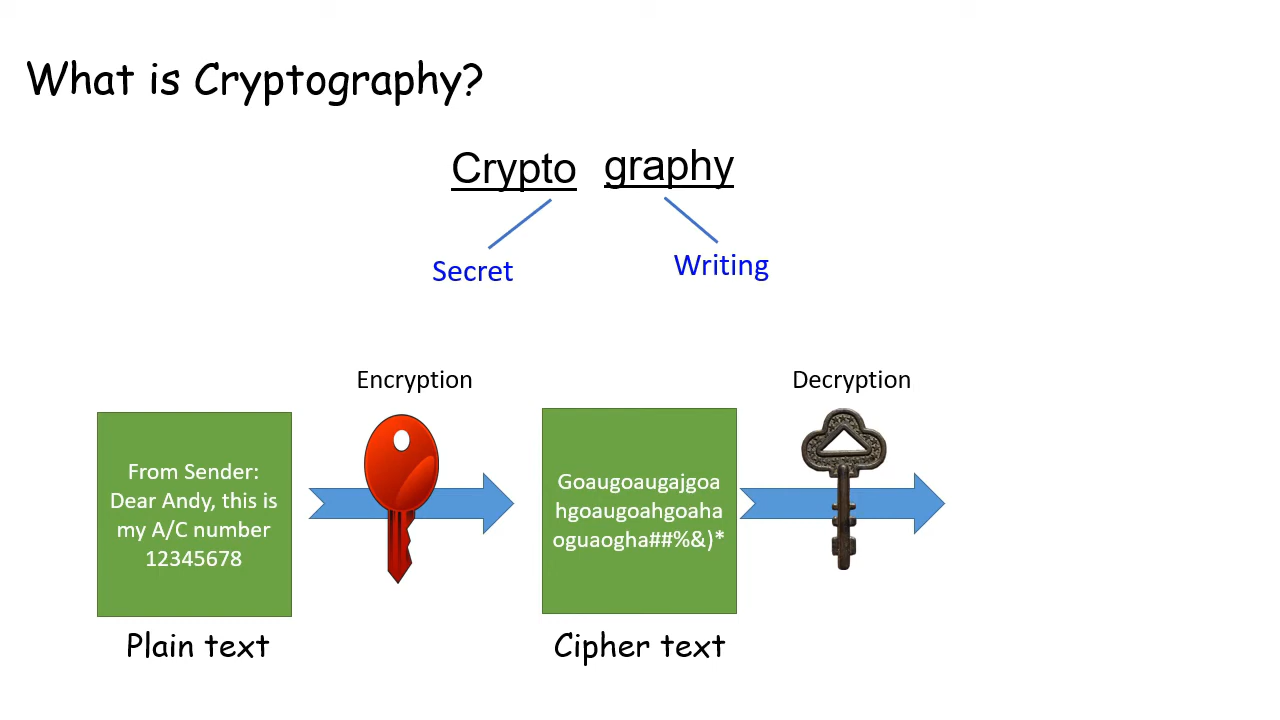 What is Cryptography?
Crypto graphy
Secret Writing
Encryption Decryption
From Sender:
Dear Andy, this is
my A/C number
12345678
Goaugoaugajgoa
hgoaugoahgoaha
oguaogha##%&)*
Plain text Cipher text